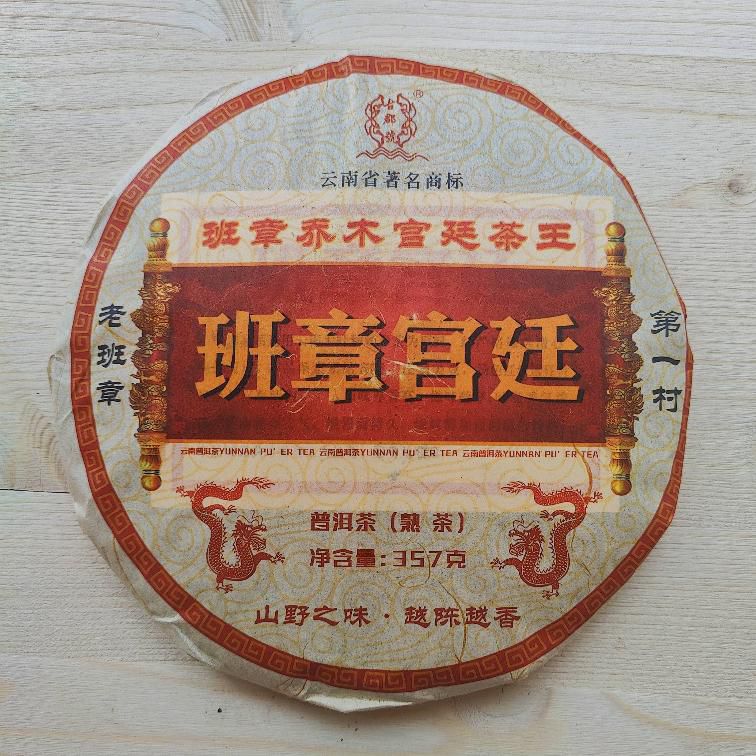 台郡號
®
云南省著名商标
班章乔木宫廷茶王
老班章
班章宫廷
第一村
云南普洱茶YUNNAN PU'ER TEA 云南普洱茶YUNNAN PU'ER TEA 云南普洱茶YUNNAN PU'ER TEA
普洱茶（熟茶）
净含量:357克
山野之味·越陈越香